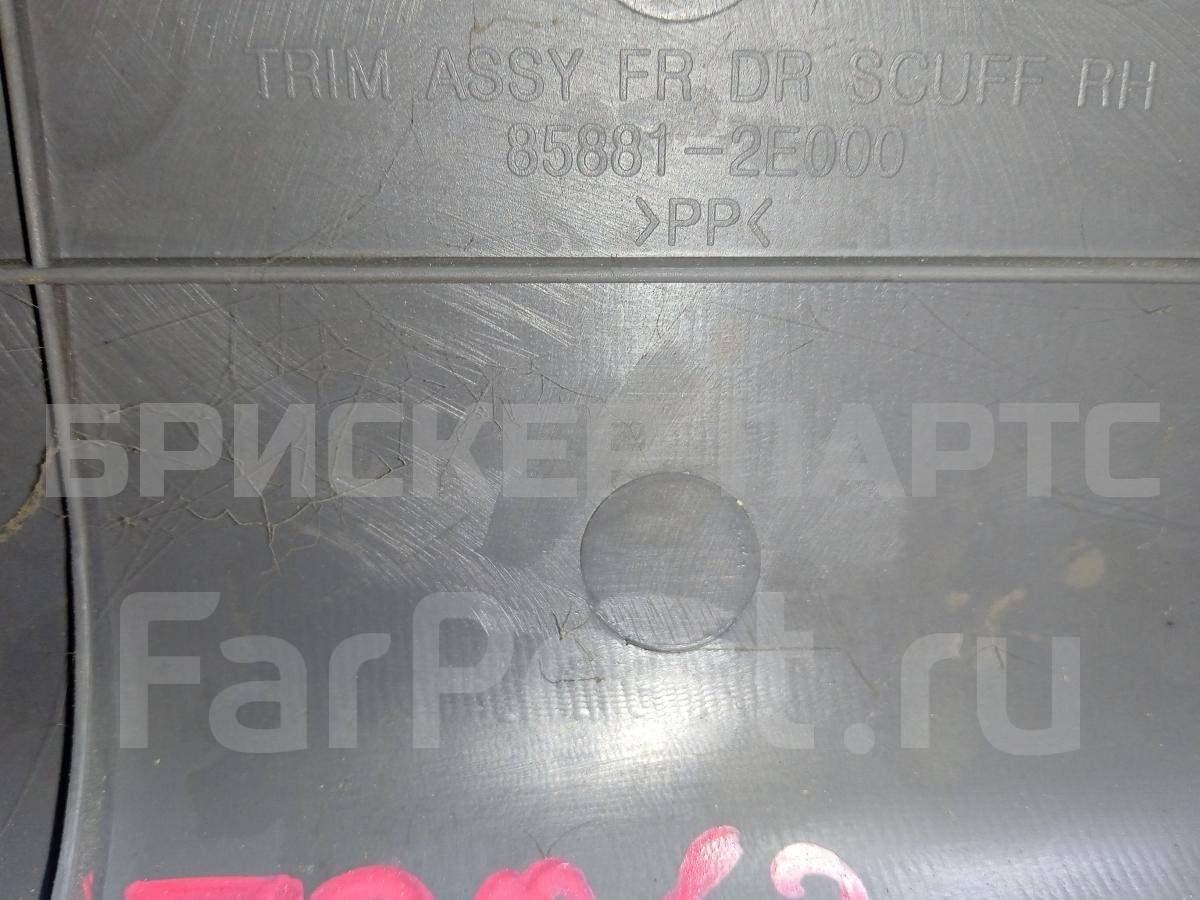 TRIM ASSY FR DR SCUFF RH
85881-2E000
>PP<
БРИСКЕР ПАРТС
FarPost.ru